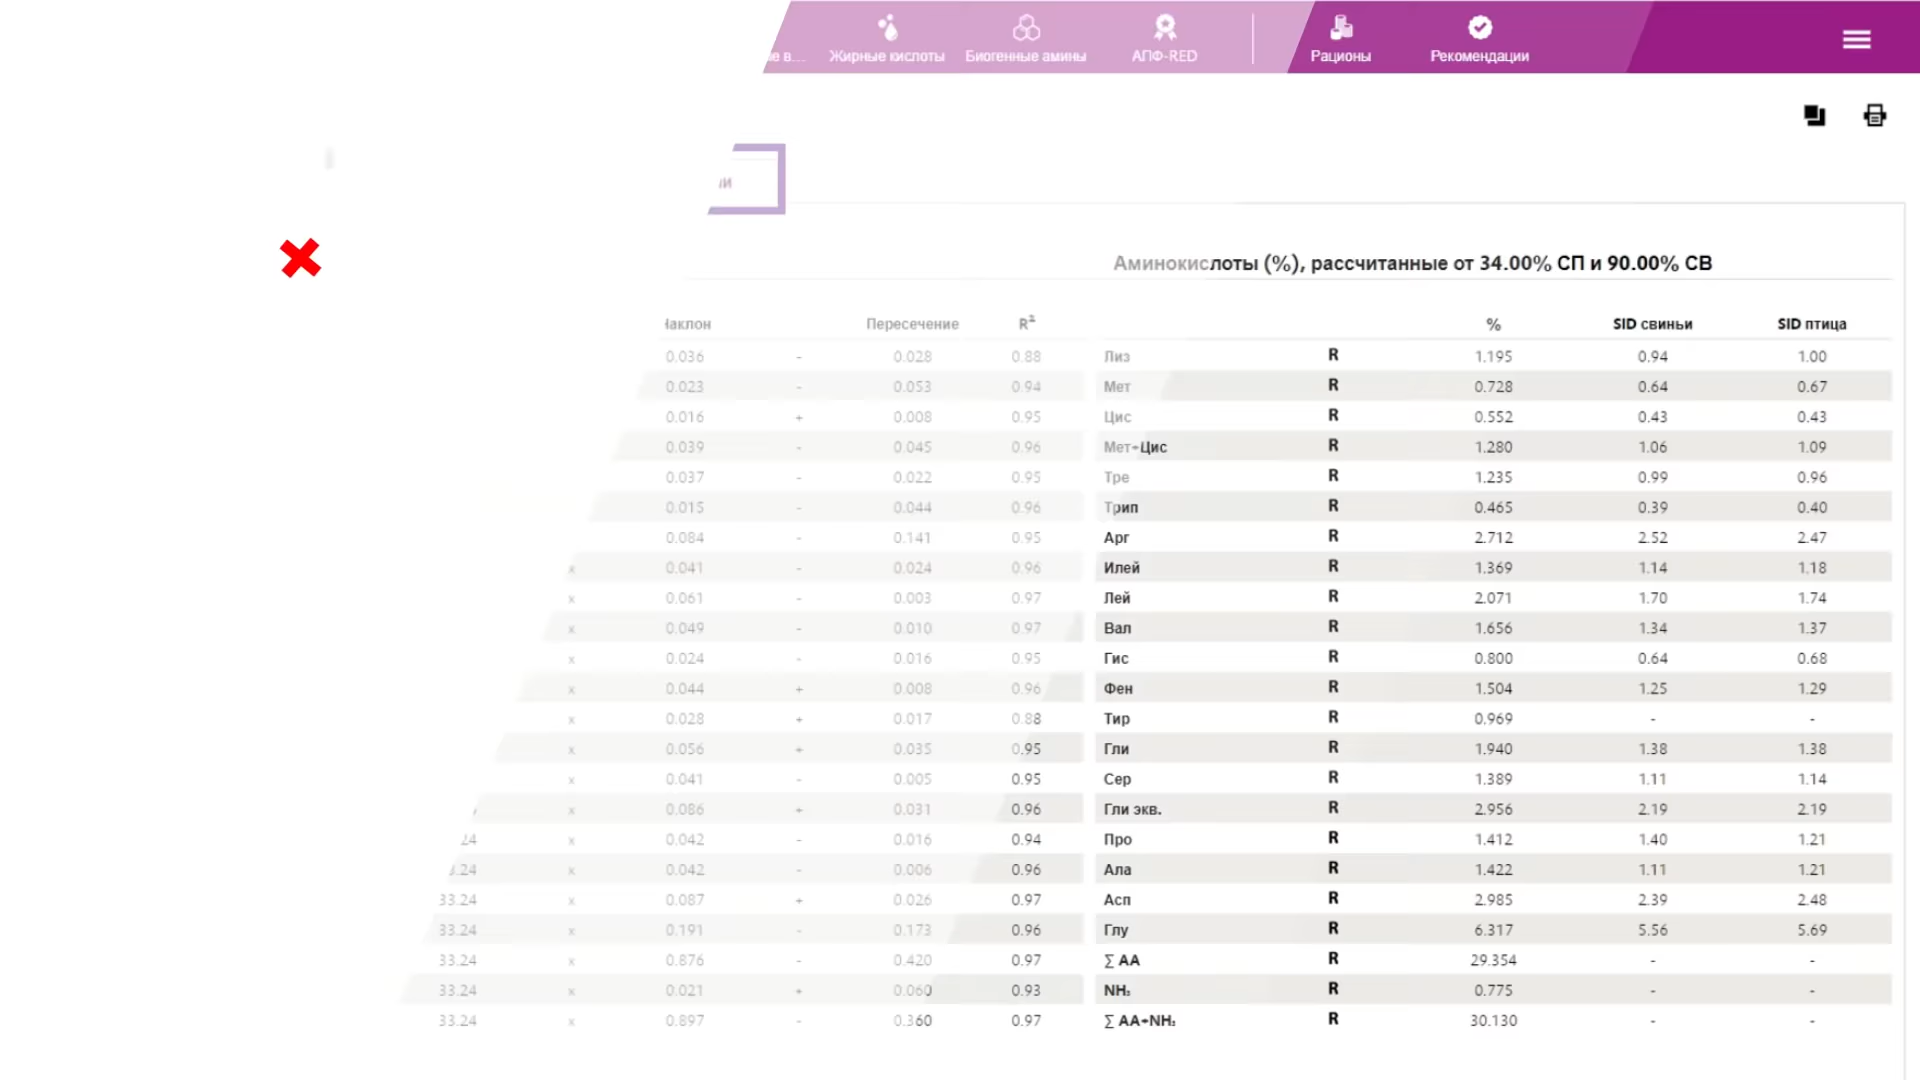 Жирные кислоты Биогенные амины АПФ-RED Рационы Рекомендации
Аминокислоты (%), рассчитанные от 34.00% СП и 90.00% СВ
Пересечение R² % SID свиньи SID птица
0.036 - 0.028 0.88 Лиз R 1.195 0.94 1.00
0.023 - 0.053 0.94 Мет R 0.728 0.64 0.67
0.016 + 0.008 0.95 Цис R 0.552 0.43 0.43
0.039 - 0.045 0.96 Мет+Цис R 1.280 1.06 1.09
0.037 - 0.022 0.95 Тре R 1.235 0.99 0.96
0.015 - 0.044 0.96 Трип R 0.465 0.39 0.40
0.084 - 0.141 0.95 Арг R 2.712 2.52 2.47
x 0.041 - 0.024 0.96 Илей R 1.369 1.14 1.18
x 0.061 - 0.003 0.97 Лей R 2.071 1.70 1.74
x 0.049 - 0.010 0.97 Вал R 1.656 1.34 1.37
x 0.024 - 0.016 0.95 Гис R 0.800 0.64 0.68
x 0.044 + 0.008 0.96 Фен R 1.504 1.25 1.29
x 0.028 + 0.017 0.88 Тир R 0.969 - -
x 0.056 + 0.035 0.95 Гли R 1.940 1.38 1.38
x 0.041 - 0.005 0.95 Сер R 1.389 1.11 1.14
x 0.086 + 0.031 0.96 Гли экв. R 2.956 2.19 2.19
24 x 0.042 - 0.016 0.94 Про R 1.412 1.40 1.21
.24 x 0.042 - 0.006 0.96 Ала R 1.422 1.11 1.21
33.24 x 0.087 + 0.026 0.97 Асп R 2.985 2.39 2.48
33.24 x 0.191 - 0.173 0.96 Глу R 6.317 5.56 5.69
33.24 x 0.876 - 0.420 0.97 ∑ АА R 29.354 - -
33.24 x 0.021 + 0.060 0.93 NH₃ R 0.775 - -
33.24 x 0.897 - 0.360 0.97 ∑ АА+NH₃ R 30.130 - -